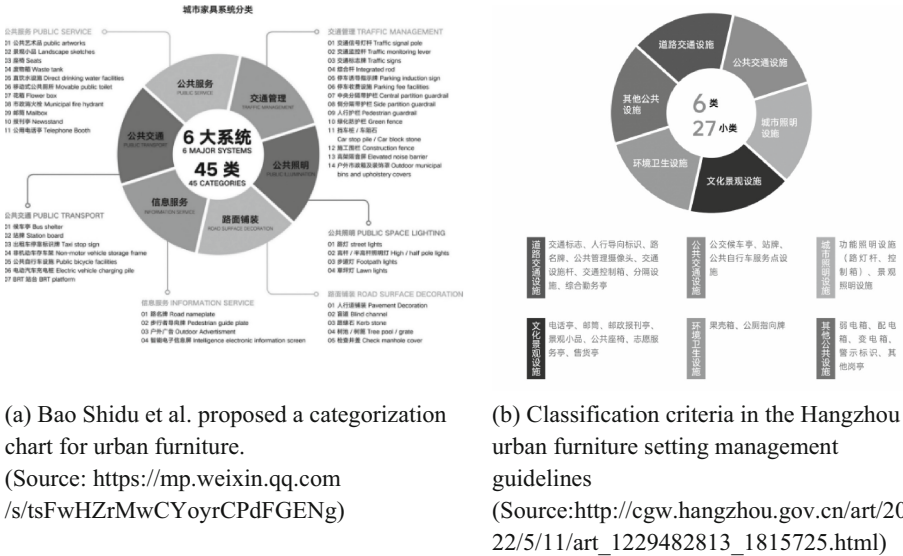 城市家具系统分类
公共服务 PUBLIC SERVICE
01 公共艺术品 public artworks
02 景观小品 Landscape sketches
03 座椅 Seats
04 废物箱 Waste tank
05 直饮水设施 Direct drinking water facilities
06 移动式公共厕所 Movable public toilet
07 花箱 Flower box
08 市政消火栓 Municipal fire hydrant
09 邮筒 Mailbox
10 报刊亭 Newsstand
11 公用电话亭 Telephone Booth
交通管理 TRAFFIC MANAGEMENT
01 交通信号灯杆 Traffic signal pole
02 交通监控杆 Traffic monitoring lever
03 交通标志牌 Traffic signs
04 综合杆 Integrated rod
05 停车诱导指示牌 Parking induction sign
06 停车收费设施 Parking fee facilities
07 中央分隔带护栏 Central partition guardrail
08 侧分隔带护栏 Side partition guardrail
09 人行护栏 Pedestrian guardrail
10 绿化防护栏 Green fence
11 挡车桩 / 车阻石
Car stop pile / Car block stone
12 施工围栏 Construction fence
13 高架隔音屏 Elevated noise barrier
14 户外市政箱及装饰罩 Outdoor municipal
bins and upholstery covers
公共服务
PUBLIC SERVICE
交通管理
TRAFFIC MANAGEMENT
公共交通
PUBLIC TRANSPORT
6 大系统
6 MAJOR SYSTEMS
45 类
45 CATEGORIES
公共照明
PUBLIC ILLUMINATION
信息服务
INFORMATION SERVICE
路面铺装
ROAD SURFACE DECORATION
公共交通 PUBLIC TRANSPORT
01 候车亭 Bus shelter
02 站牌 Station board
03 出租车停靠标识牌 Taxi stop sign
04 非机动车存车架 Non-motor vehicle storage frame
05 公共自行车设施 Public bicycle facilities
06 电动汽车充电桩 Electric vehicle charging pile
07 BRT 站台 BRT platform
公共照明 PUBLIC SPACE LIGHTING
01 路灯 street lights
02 高杆 / 半高杆照明灯 High / half pole lights
03 步道灯 Footpath lights
04 草坪灯 Lawn lights
信息服务 INFORMATION SERVICE
01 路名牌 Road nameplate
02 步行者导向牌 Pedestrian guide plate
03 户外广告 Outdoor Advertisment
04 智能电子信息屏 Intelligence electronic information screen
路面铺装 ROAD SURFACE DECORATION
01 人行道铺装 Pavement Decoration
02 盲道 Blind channel
03 路缘石 Kerb stone
04 树池 / 树篦 Tree pool / grate
05 检查井盖 Check manhole cover
道路交通设施
公共交通设施
其他公共
设施
6 类
27 小类
城市照明
设施
环境卫生设施
文化景观设施
道路交通设施
交通标志、人行导向标识、路
名牌、公共管理摄像头、交通
设施杆、交通控制箱、分隔设
施、综合勤务亭
公共交通设施
公交候车亭、站牌、
公共自行车服务点设
施
城市照明设施
功能照明设施
（路灯杆、控
制箱）、景观
照明设施
文化景观设施
电话亭、邮筒、邮政报刊亭、
景观小品、公共座椅、志愿服
务亭、售货亭
环境卫生设施
果壳箱、公厕指向牌
其他公共设施
弱电箱、配电
箱、变电箱、
警示标识、其
他岗亭
(a) Bao Shidu et al. proposed a categorization
chart for urban furniture.
(Source: https://mp.weixin.qq.com
/s/tsFwHZrMwCYoyrCPdFGENg)
(b) Classification criteria in the Hangzhou
urban furniture setting management
guidelines
(Source:http://cgw.hangzhou.gov.cn/art/20
22/5/11/art_1229482813_1815725.html)